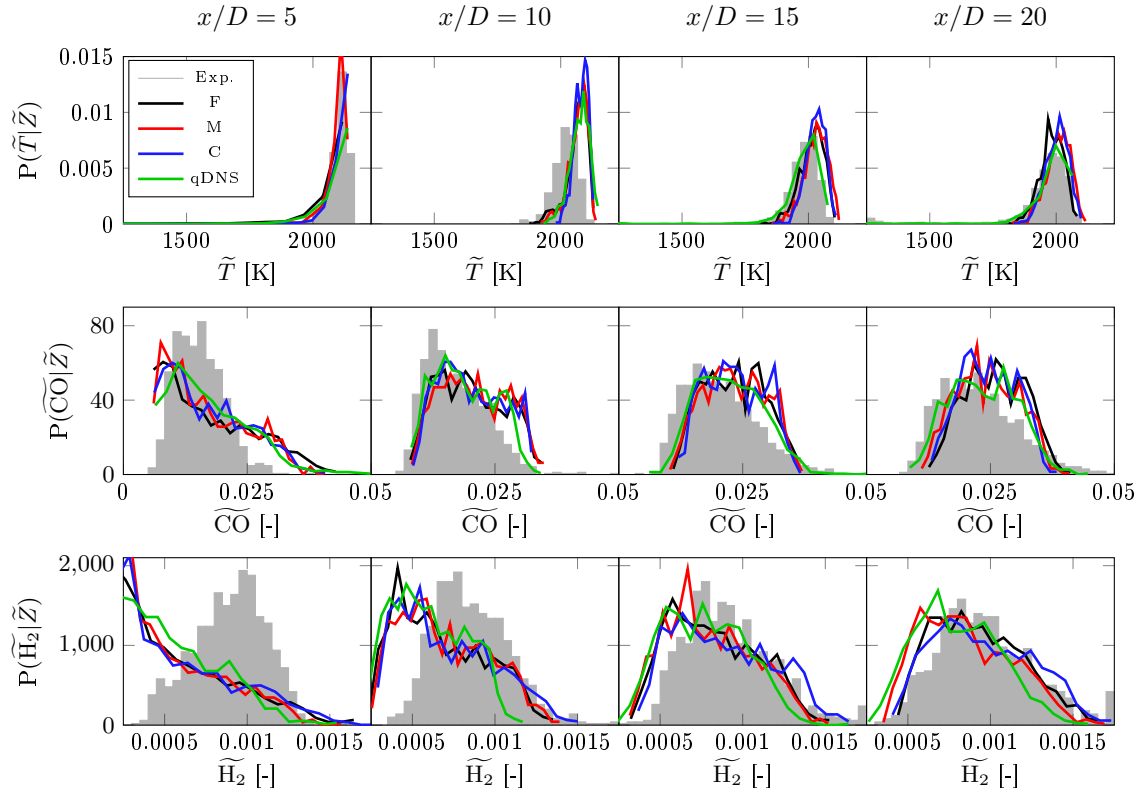 x/D = 5 x/D = 10 x/D = 15 x/D = 20
0.015
0.01
0.005
0
P(T̃|Z̃)
Exp.
F
M
C
qDNS
1500 2000 1500 2000 1500 2000 1500 2000
T̃ [K] T̃ [K] T̃ [K] T̃ [K]
80
40
0
P(C͠O|Z̃)
0 0.025 0.05 0.025 0.05 0.025 0.05 0.025 0.05
C͠O [-] C͠O [-] C͠O [-] C͠O [-]
2,000
1,000
0
P(H̃₂|Z̃)
0.0005 0.001 0.0015 0.0005 0.001 0.0015 0.0005 0.001 0.0015 0.0005 0.001 0.0015
H̃₂ [-] H̃₂ [-] H̃₂ [-] H̃₂ [-]